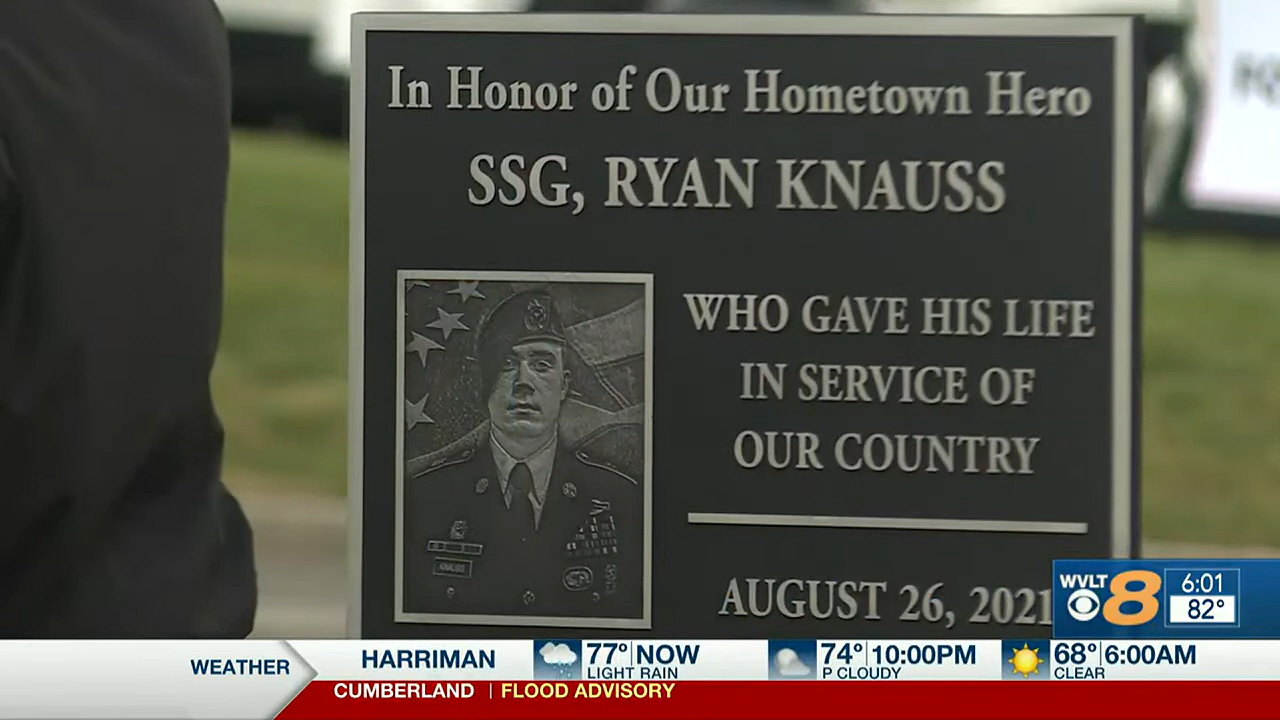 In Honor of Our Hometown Hero
SSG, RYAN KNAUSS
WHO GAVE HIS LIFE
IN SERVICE OF
OUR COUNTRY
AUGUST 26, 2021
KNAUSS
WVLT 8
6:01
82°
WEATHER
HARRIMAN
77° NOW
LIGHT RAIN
74° 10:00PM
P CLOUDY
68° 6:00AM
CLEAR
CUMBERLAND | FLOOD ADVISORY